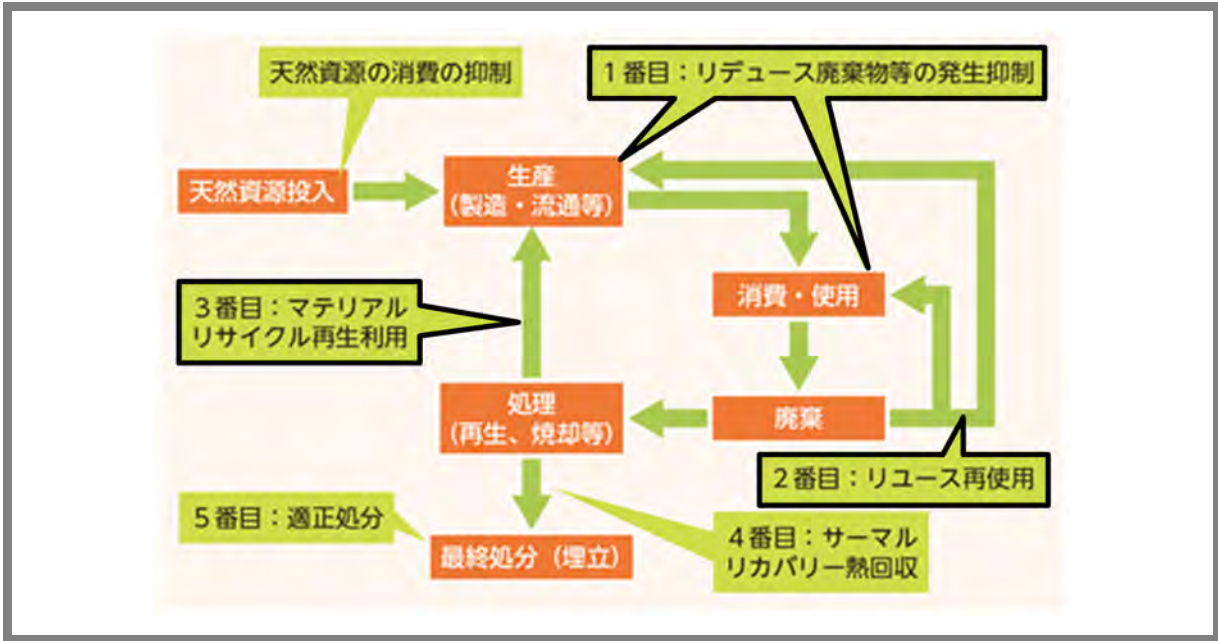 天然資源の消費の抑制
1番目：リデュース廃棄物等の発生抑制
天然資源投入
生産
（製造・流通等）
消費・使用
3番目：マテリアル
リサイクル再生利用
処理
（再生、焼却等）
廃棄
2番目：リユース再使用
5番目：適正処分
最終処分（埋立）
4番目：サーマル
リカバリー熱回収